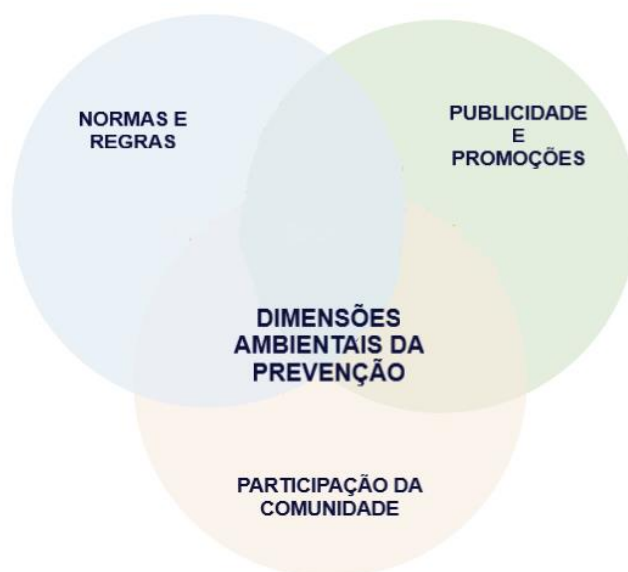 NORMAS E
REGRAS
PUBLICIDADE
E
PROMOÇÕES
DIMENSÕES
AMBIENTAIS DA
PREVENÇÃO
PARTICIPAÇÃO DA
COMUNIDADE